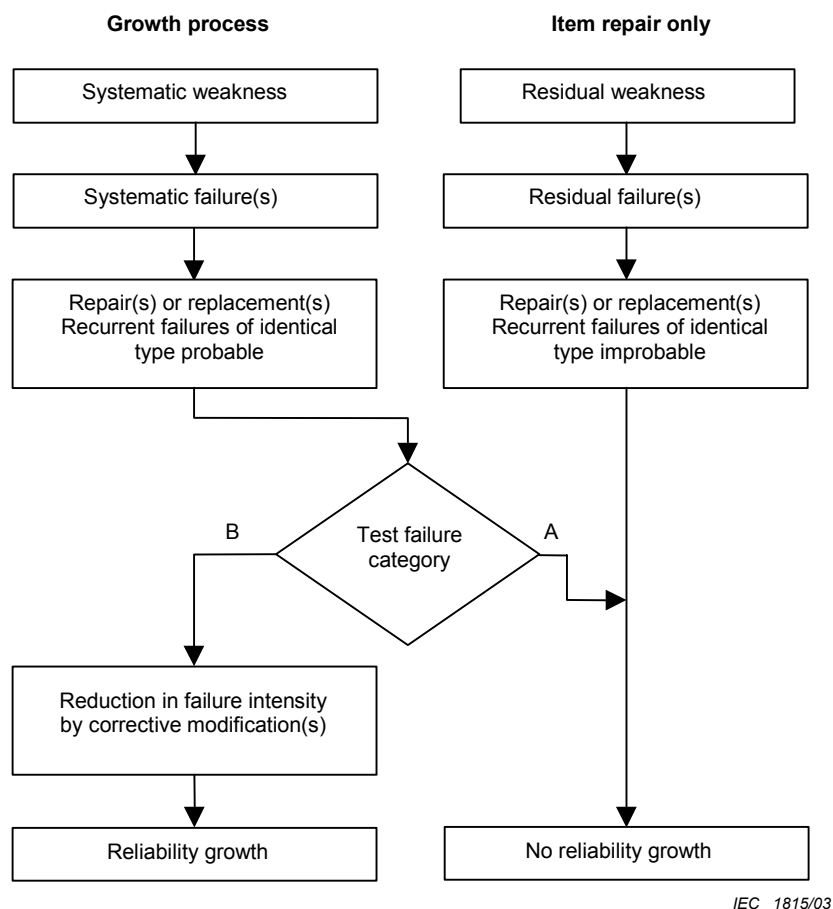 Growth process
Item repair only
Systematic weakness
Residual weakness
Systematic failure(s)
Residual failure(s)
Repair(s) or replacement(s)
Recurrent failures of identical
type probable
Repair(s) or replacement(s)
Recurrent failures of identical
type improbable
B
Test failure
category
A
Reduction in failure intensity
by corrective modification(s)
Reliability growth
No reliability growth
IEC 1815/03